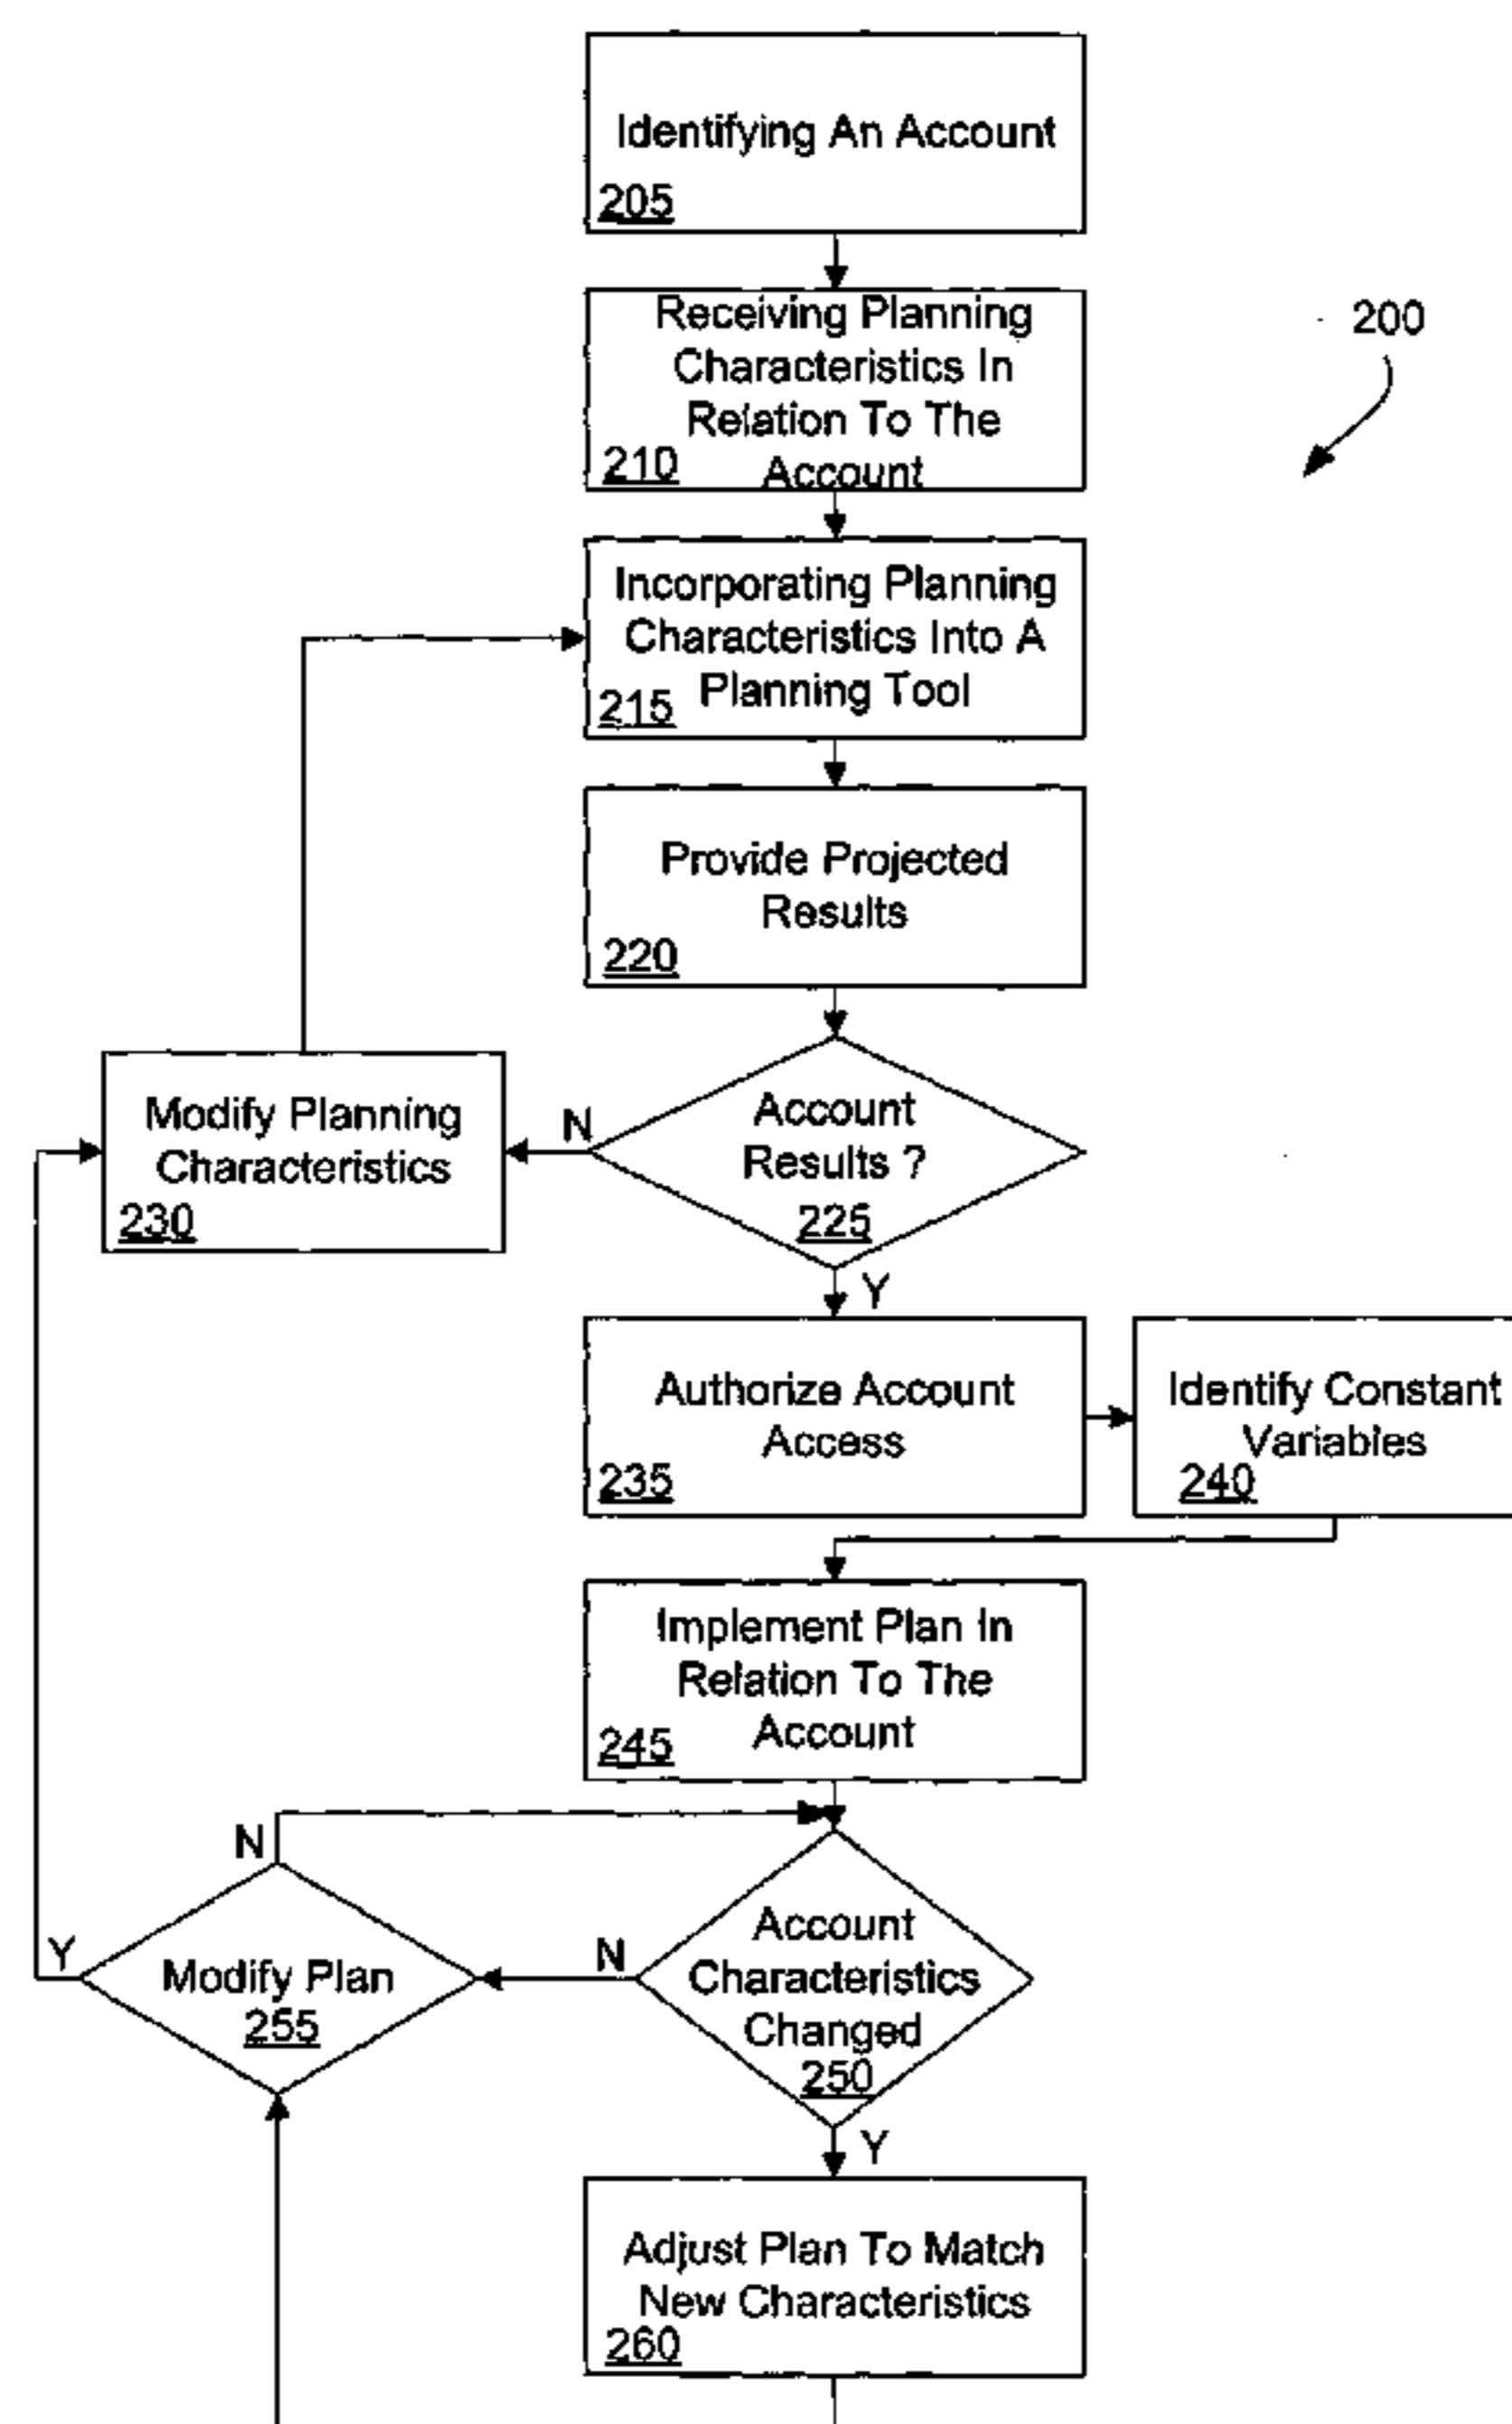 Identifying An Account
205
Receiving Planning
Characteristics In
Relation To The
Account
210
200
Incorporating Planning
Characteristics Into A
Planning Tool
215
Provide Projected
Results
220
Modify Planning
Characteristics
230
N
Account
Results ?
225
Y
Authorize Account
Access
235
Identify Constant
Variables
240
Implement Plan In
Relation To The
Account
245
N
Y
Modify Plan
255
N
Account
Characteristics
Changed
250
Y
Adjust Plan To Match
New Characteristics
260